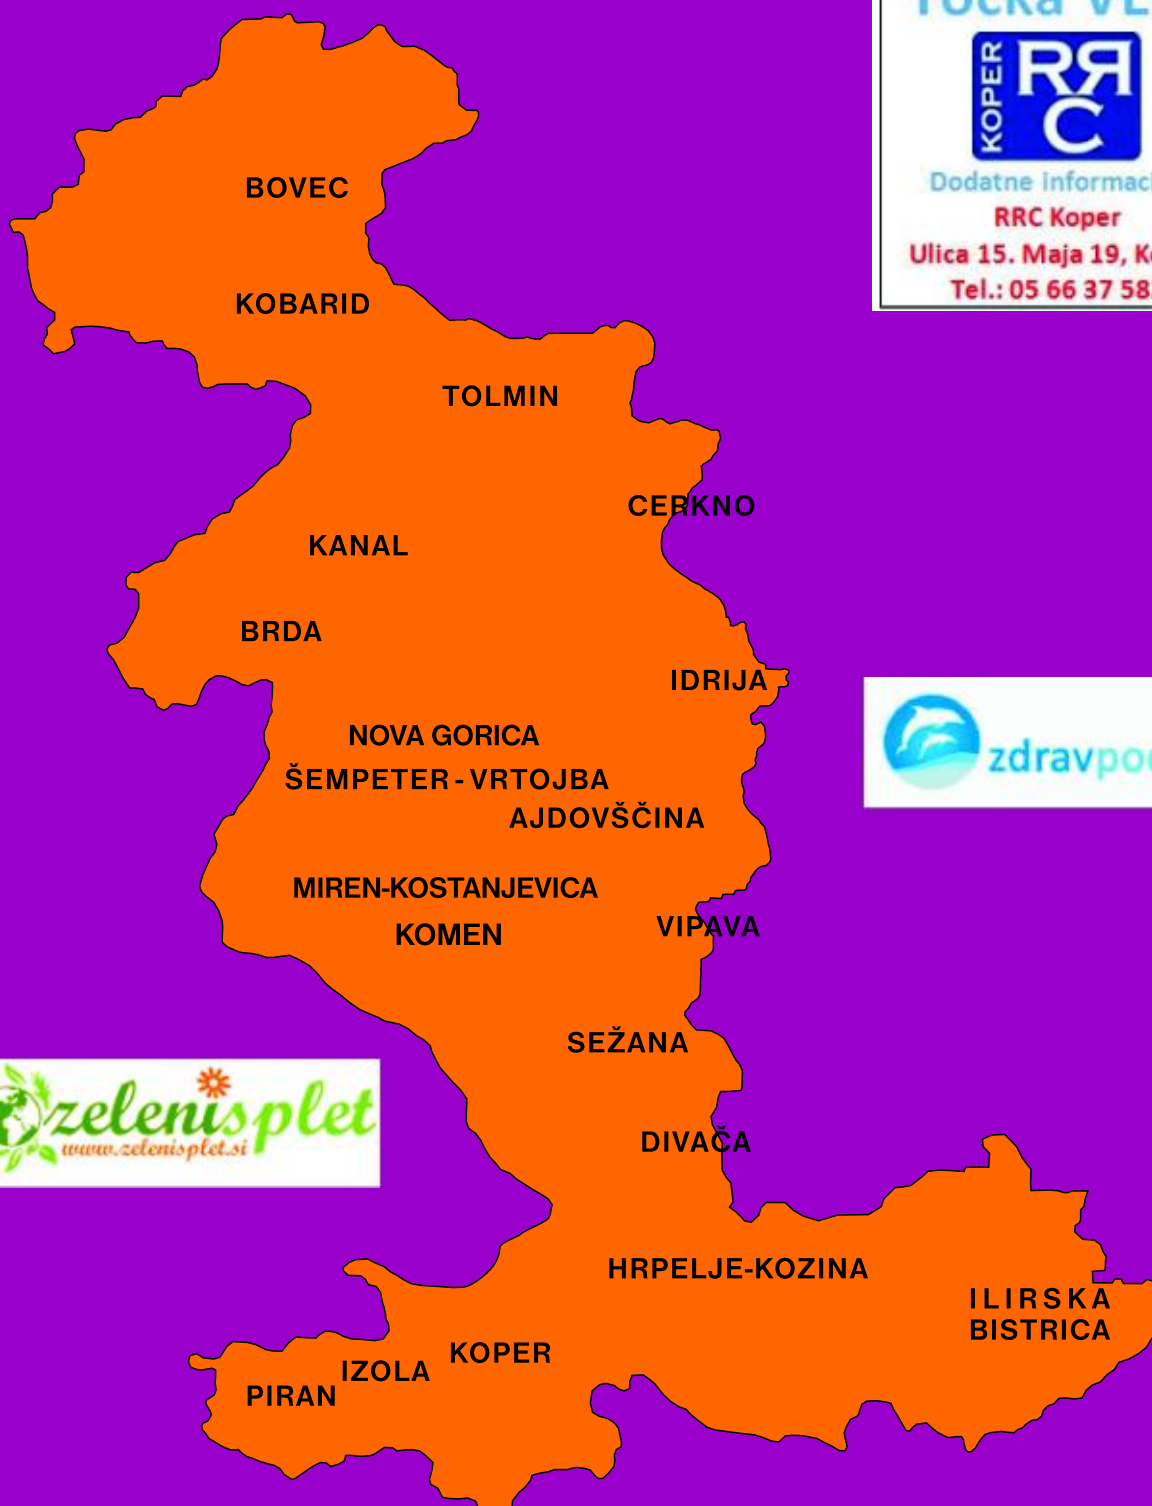 KOPER
RRC
Dodatne informaci
RRC Koper
Ulica 15. Maja 19, K
Tel.: 05 66 37 58
BOVEC
KOBARID
TOLMIN
CERKNO
KANAL
BRDA
IDRIJA
NOVA GORICA
ŠEMPETER - VRTOJBA
AJDOVŠČINA
zdravpo
MIREN-KOSTANJEVICA
VIPAVA
KOMEN
SEŽANA
zelenisplet
www.zelenisplet.si
DIVAČA
HRPELJE-KOZINA
ILIRSKA
BISTRICA
KOPER
IZOLA
PIRAN